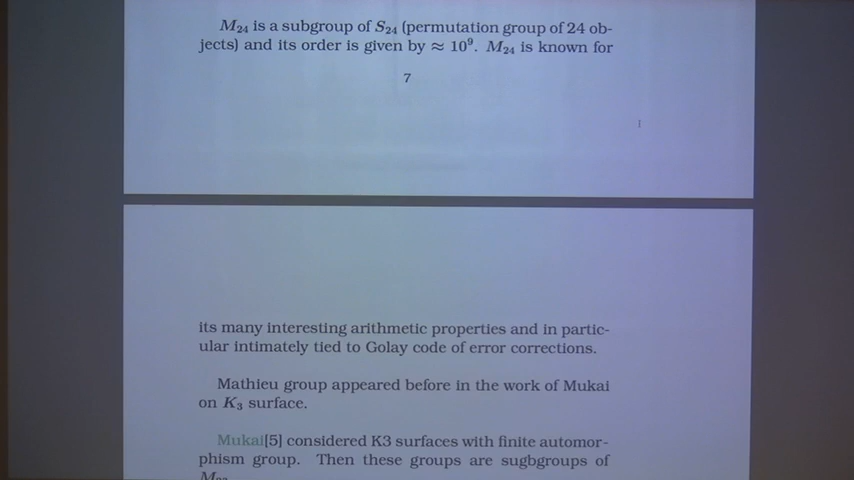 M₂₄ is a subgroup of S₂₄ (permutation group of 24 ob-
jects) and its order is given by ≈ 10⁹. M₂₄ is known for
7
its many interesting arithmetic properties and in partic-
ular intimately tied to Golay code of error corrections.
Mathieu group appeared before in the work of Mukai
on K₃ surface.
Mukai[5] considered K3 surfaces with finite automor-
phism group. Then these groups are sugbgroups of